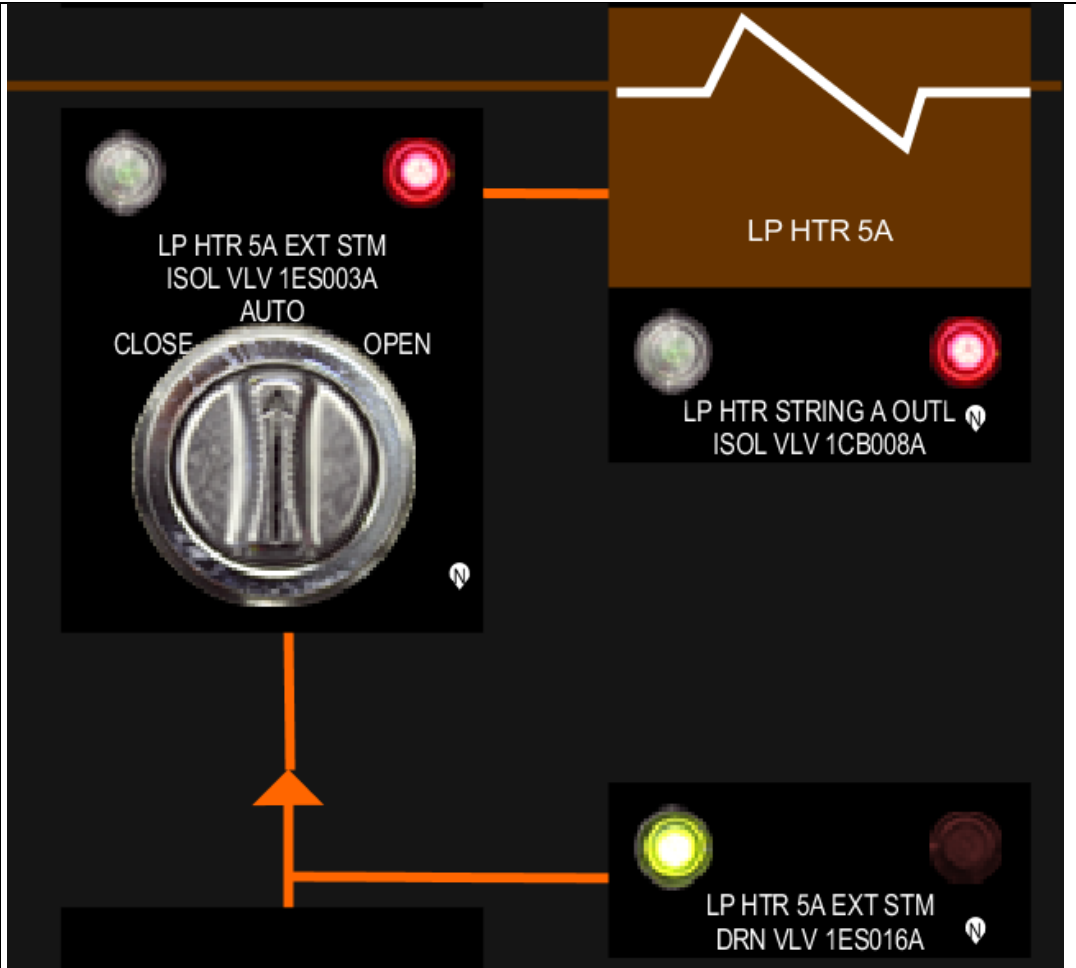 LP HTR 5A
LP HTR 5A EXT STM
ISOL VLV 1ES003A
AUTO
CLOSE
OPEN
LP HTR STRING A OUTL
ISOL VLV 1CB008A
N
N
LP HTR 5A EXT STM
DRN VLV 1ES016A
N